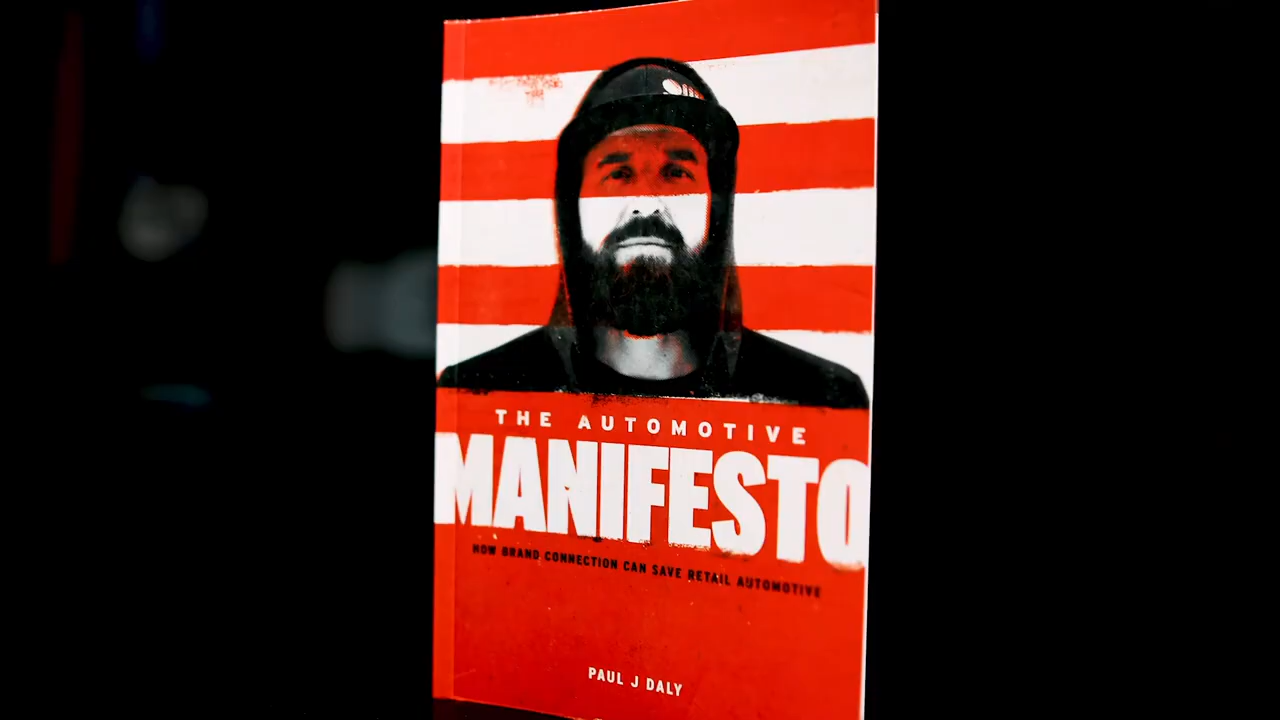 THE AUTOMOTIVE
MANIFESTO
HOW BRAND CONNECTION CAN SAVE RETAIL AUTOMOTIVE
PAUL J DALY